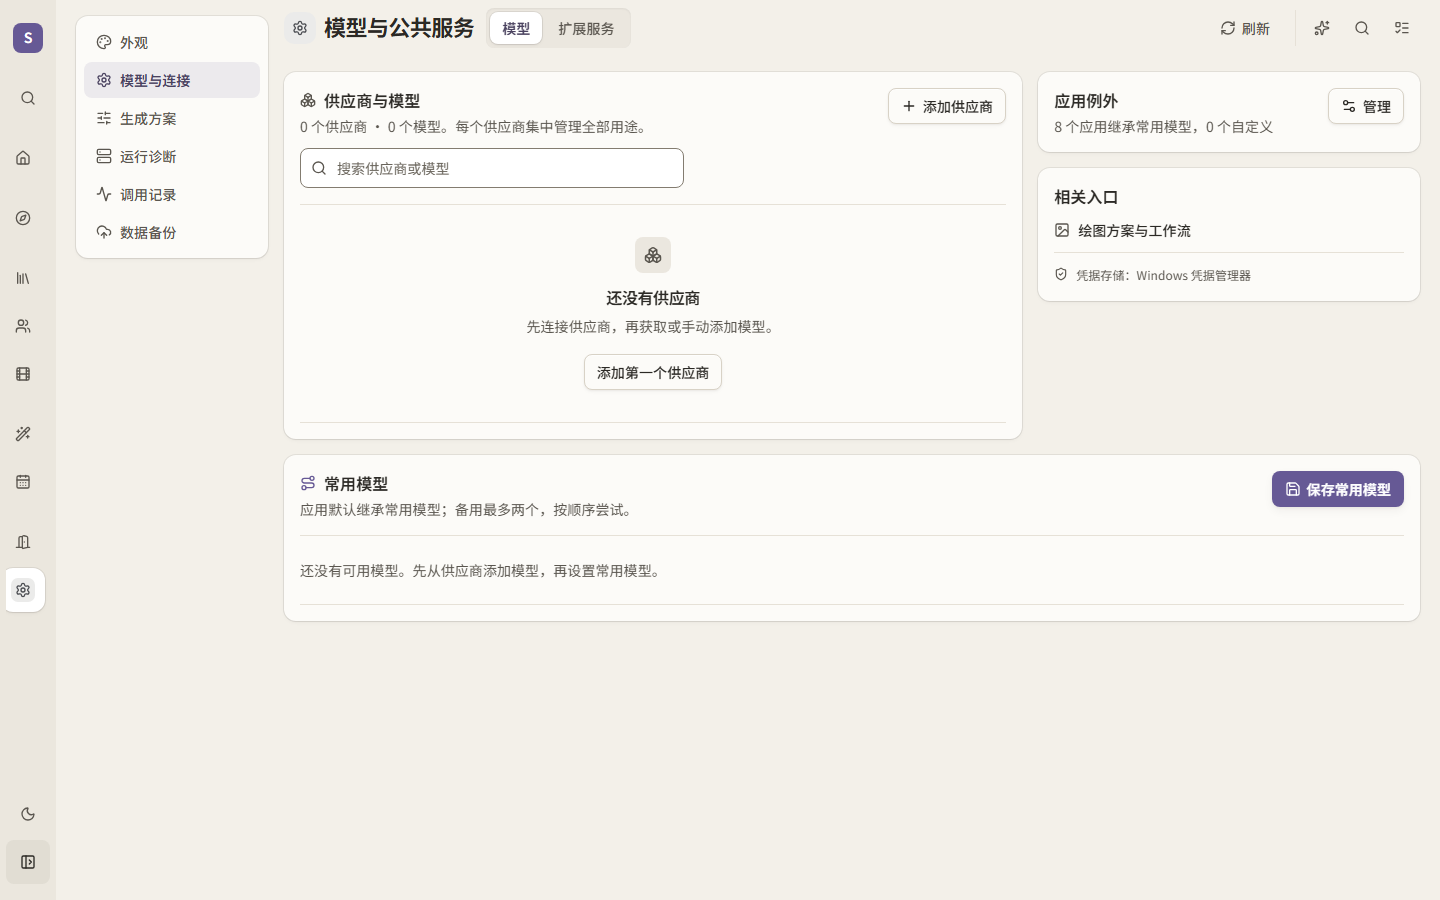 S
外观
模型与连接
生成方案
运行诊断
调用记录
数据备份
模型与公共服务
模型
扩展服务
刷新
供应商与模型
0 个供应商 · 0 个模型。每个供应商集中管理全部用途。
添加供应商
搜索供应商或模型
还没有供应商
先连接供应商，再获取或手动添加模型。
添加第一个供应商
应用例外
8 个应用继承常用模型，0 个自定义
管理
相关入口
绘图方案与工作流
凭据存储：Windows 凭据管理器
常用模型
应用默认继承常用模型；备用最多两个，按顺序尝试。
保存常用模型
还没有可用模型。先从供应商添加模型，再设置常用模型。